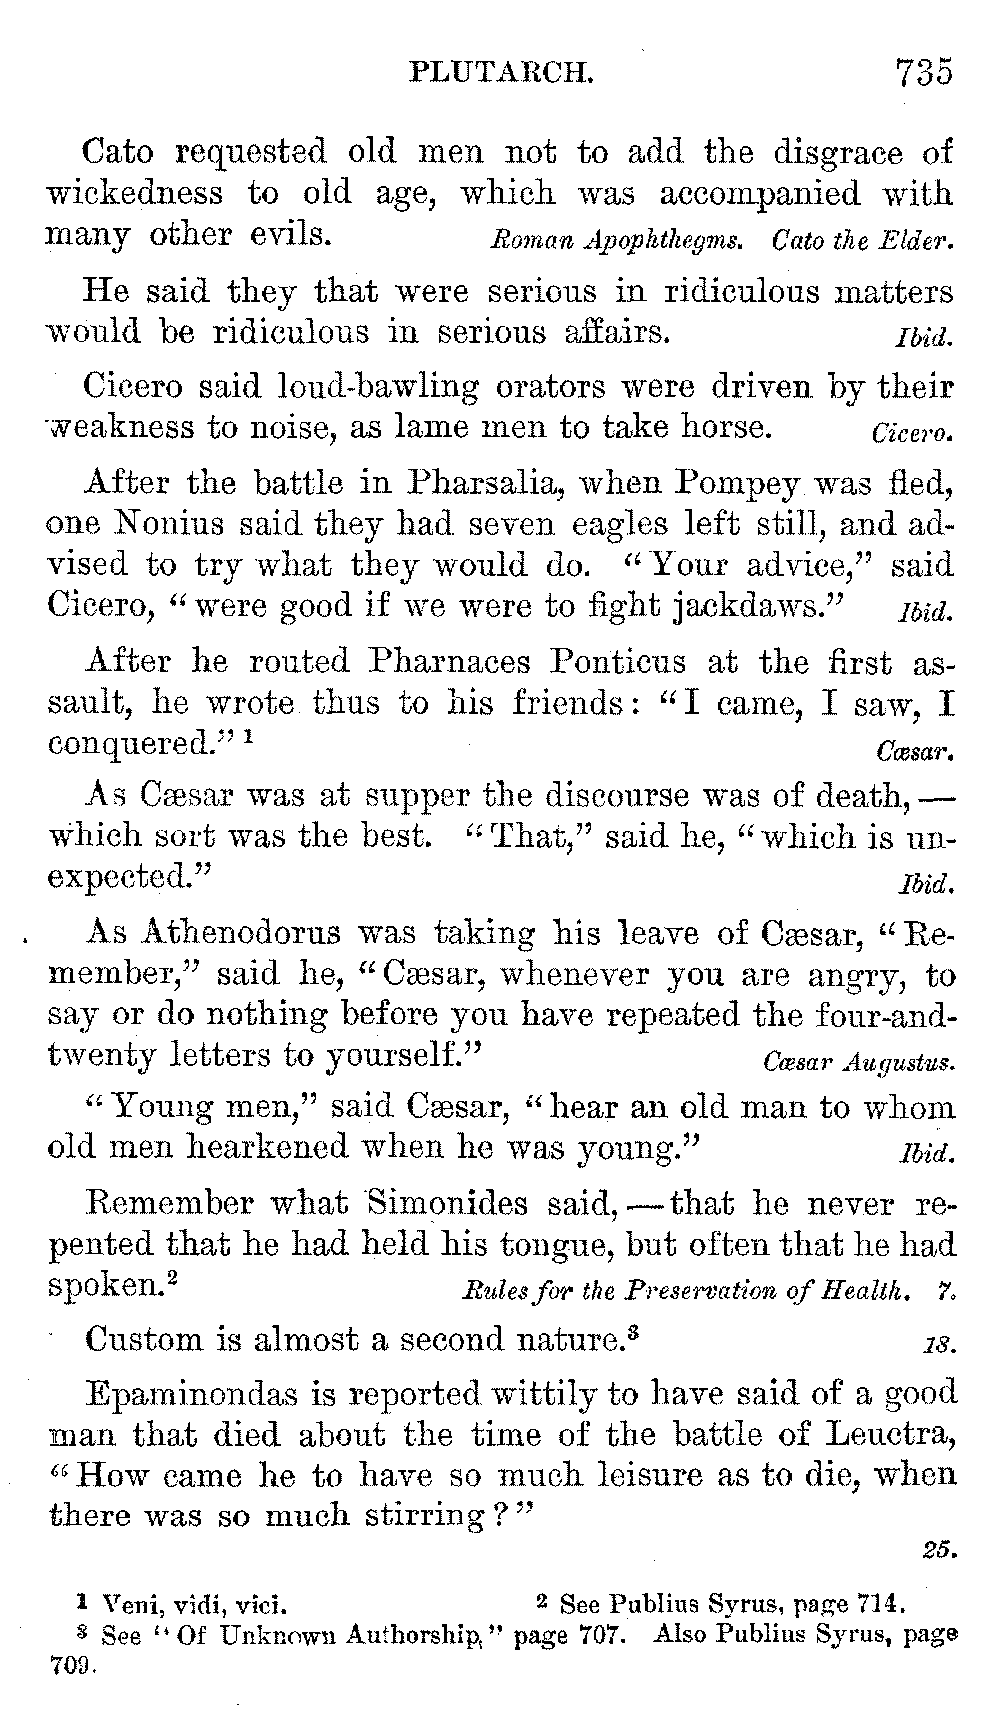 PLUTARCH. 735
Cato requested old men not to add the disgrace of
wickedness to old age, which was accompanied with
many other evils. Roman Apophthegms. Cato the Elder.
He said they that were serious in ridiculous matters
would be ridiculous in serious affairs. Ibid.
Cicero said loud-bawling orators were driven by their
weakness to noise, as lame men to take horse. Cicero.
After the battle in Pharsalia, when Pompey was fled,
one Nonius said they had seven eagles left still, and ad-
vised to try what they would do. “Your advice,” said
Cicero, “were good if we were to fight jackdaws.” Ibid.
After he routed Pharnaces Ponticus at the first as-
sault, he wrote thus to his friends: “I came, I saw, I
conquered.” ¹ Cæsar.
As Cæsar was at supper the discourse was of death, —
which sort was the best. “That,” said he, “which is un-
expected.” Ibid.
As Athenodorus was taking his leave of Cæsar, “Re-
member,” said he, “Cæsar, whenever you are angry, to
say or do nothing before you have repeated the four-and-
twenty letters to yourself.” Cæsar Augustus.
“Young men,” said Cæsar, “hear an old man to whom
old men hearkened when he was young.” Ibid.
Remember what Simonides said, — that he never re-
pented that he had held his tongue, but often that he had
spoken.² Rules for the Preservation of Health. 7.
Custom is almost a second nature.³ 18.
Epaminondas is reported wittily to have said of a good
man that died about the time of the battle of Leuctra,
“How came he to have so much leisure as to die, when
there was so much stirring?”
25.
¹ Veni, vidi, vici. ² See Publius Syrus, page 714.
³ See “Of Unknown Authorship,” page 707. Also Publius Syrus, page
709.